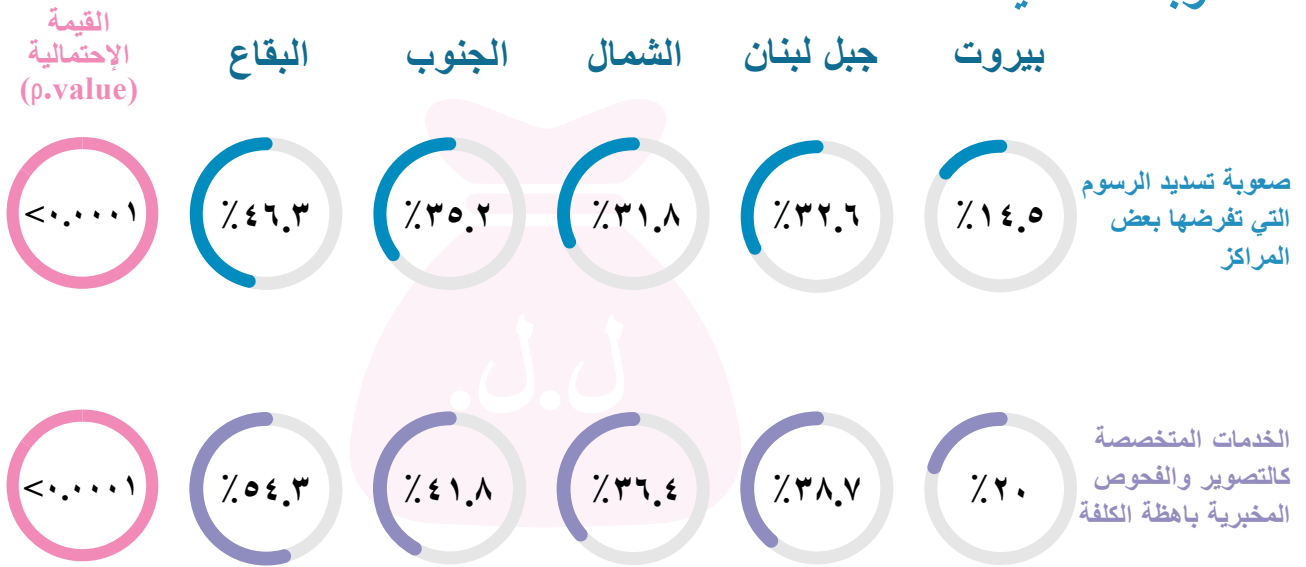 بيروت
جبل لبنان
الشمال
الجنوب
البقاع
القيمة
الإحتمالية
(ρ.value)
صعوبة تسديد الرسوم
التي تفرضها بعض
المراكز
٪١٤.٥
٪٣٢.٦
٪٣١.٨
٪٣٥.٢
٪٤٦.٣
<٠.٠٠٠١
ل.ل.
الخدمات المتخصصة
كالتصوير والفحوص
المخبرية باهظة الكلفة
٪٢٠
٪٣٨.٧
٪٣٦.٤
٪٤١.٨
٪٥٤.٣
<٠.٠٠٠١